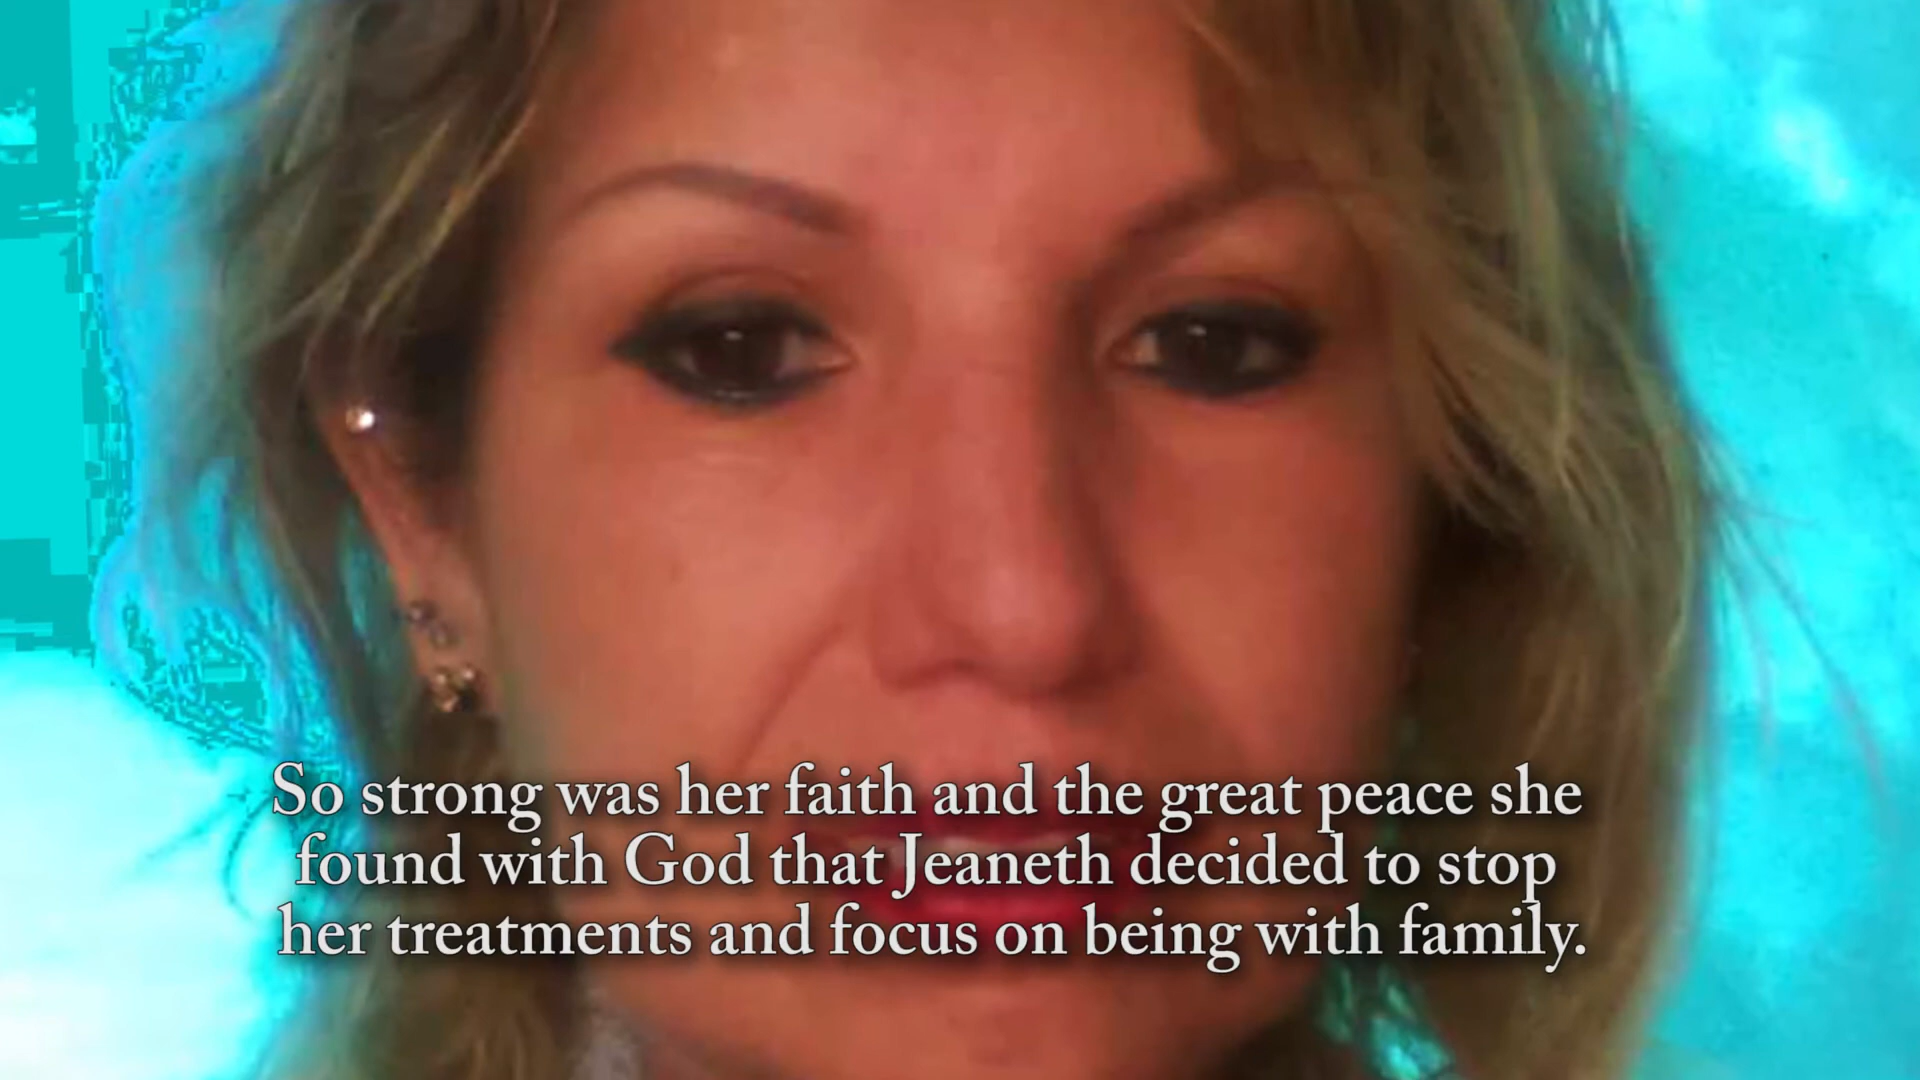 So strong was her faith and the great peace she
found with God that Jeaneth decided to stop
her treatments and focus on being with family.